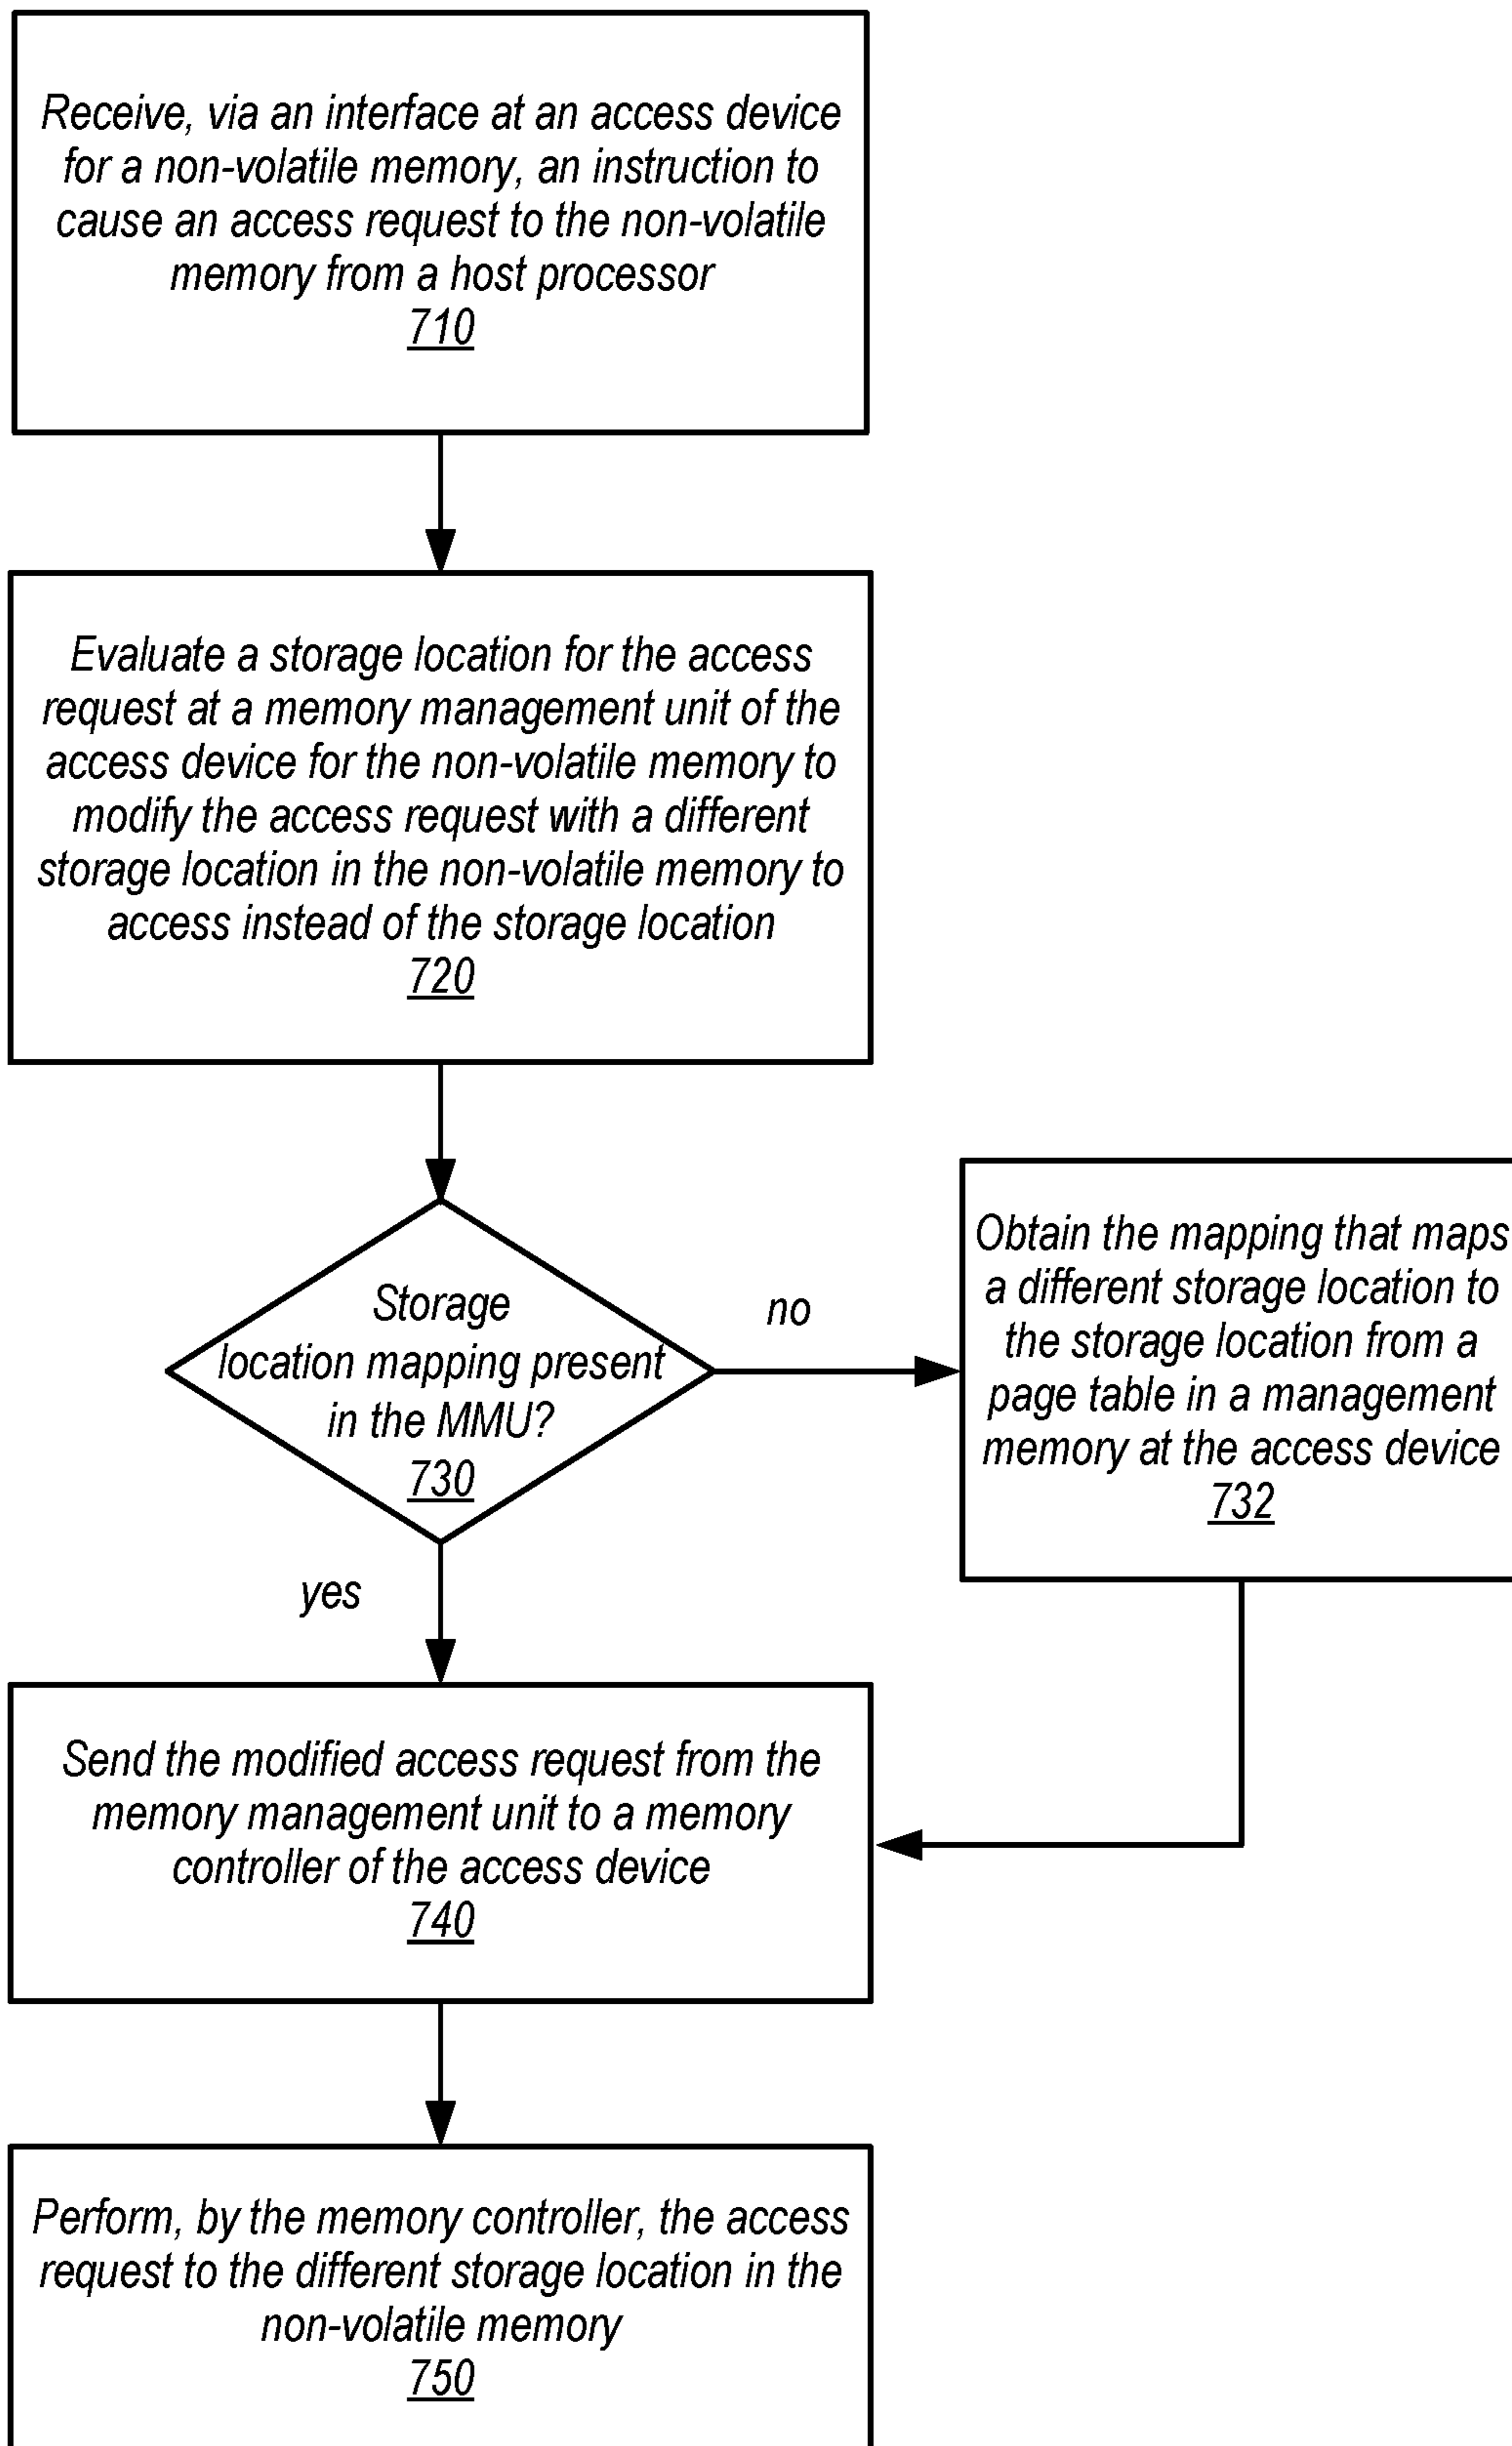 Receive, via an interface at an access device
for a non-volatile memory, an instruction to
cause an access request to the non-volatile
memory from a host processor
710
Evaluate a storage location for the access
request at a memory management unit of the
access device for the non-volatile memory to
modify the access request with a different
storage location in the non-volatile memory to
access instead of the storage location
720
Storage
location mapping present
in the MMU?
730
no
Obtain the mapping that maps
a different storage location to
the storage location from a
page table in a management
memory at the access device
732
yes
Send the modified access request from the
memory management unit to a memory
controller of the access device
740
Perform, by the memory controller, the access
request to the different storage location in the
non-volatile memory
750